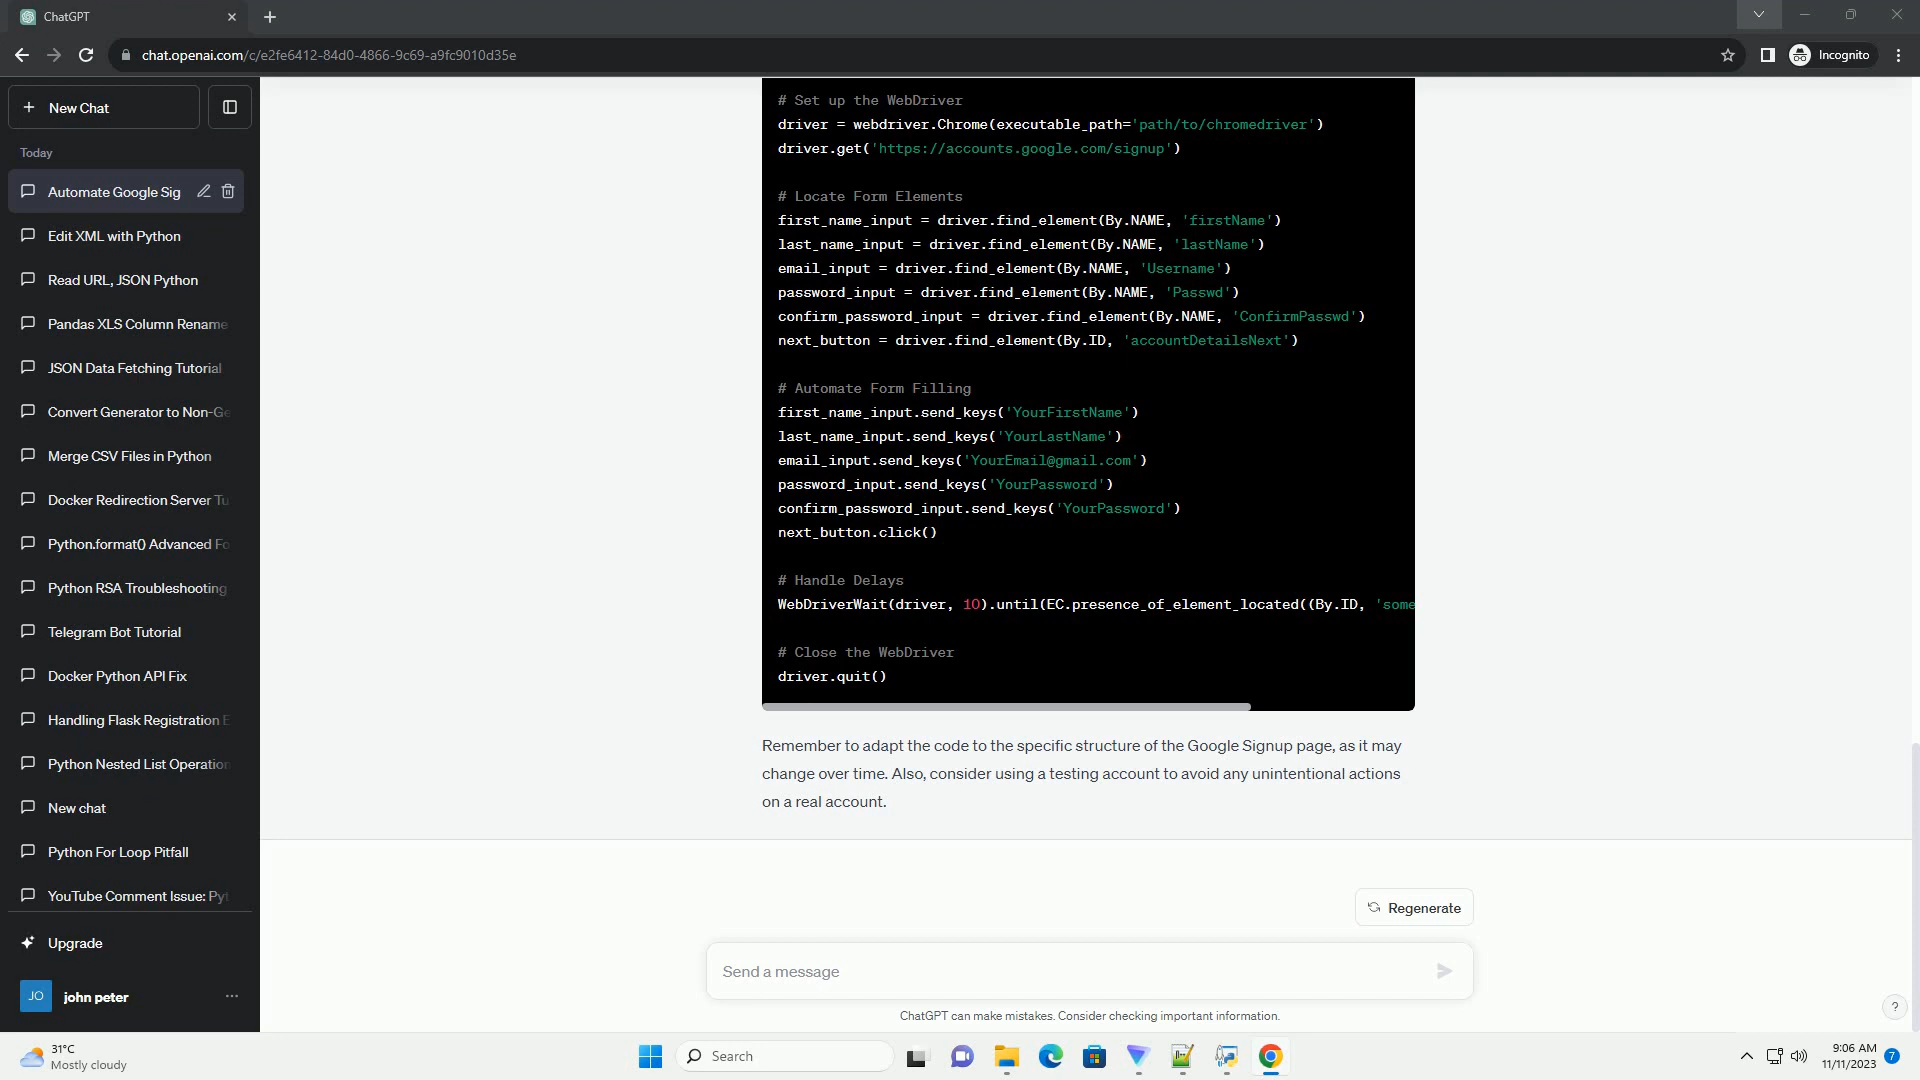 ChatGPT
chat.openai.com/c/e2fe6412-84d0-4866-9c69-a9fc9010d35e
Incognito
New Chat
Today
Automate Google Sig
Edit XML with Python
Read URL, JSON Python
Pandas XLS Column Rename
JSON Data Fetching Tutorial
Convert Generator to Non-Ge
Merge CSV Files in Python
Docker Redirection Server Tu
Python.format() Advanced Fo
Python RSA Troubleshooting
Telegram Bot Tutorial
Docker Python API Fix
Handling Flask Registration E
Python Nested List Operation
New chat
Python For Loop Pitfall
YouTube Comment Issue: Pyt
Upgrade
JO
john peter
# Set up the WebDriver
driver = webdriver.Chrome(executable_path='path/to/chromedriver')
driver.get('https://accounts.google.com/signup')
# Locate Form Elements
first_name_input = driver.find_element(By.NAME, 'firstName')
last_name_input = driver.find_element(By.NAME, 'lastName')
email_input = driver.find_element(By.NAME, 'Username')
password_input = driver.find_element(By.NAME, 'Passwd')
confirm_password_input = driver.find_element(By.NAME, 'ConfirmPasswd')
next_button = driver.find_element(By.ID, 'accountDetailsNext')
# Automate Form Filling
first_name_input.send_keys('YourFirstName')
last_name_input.send_keys('YourLastName')
email_input.send_keys('YourEmail@gmail.com')
password_input.send_keys('YourPassword')
confirm_password_input.send_keys('YourPassword')
next_button.click()
# Handle Delays
WebDriverWait(driver, 10).until(EC.presence_of_element_located((By.ID, 'some
# Close the WebDriver
driver.quit()
Remember to adapt the code to the specific structure of the Google Signup page, as it may
change over time. Also, consider using a testing account to avoid any unintentional actions
on a real account.
Regenerate
Send a message
ChatGPT can make mistakes. Consider checking important information.
?
31°C
Mostly cloudy
Search
9:06 AM
11/11/2023
7